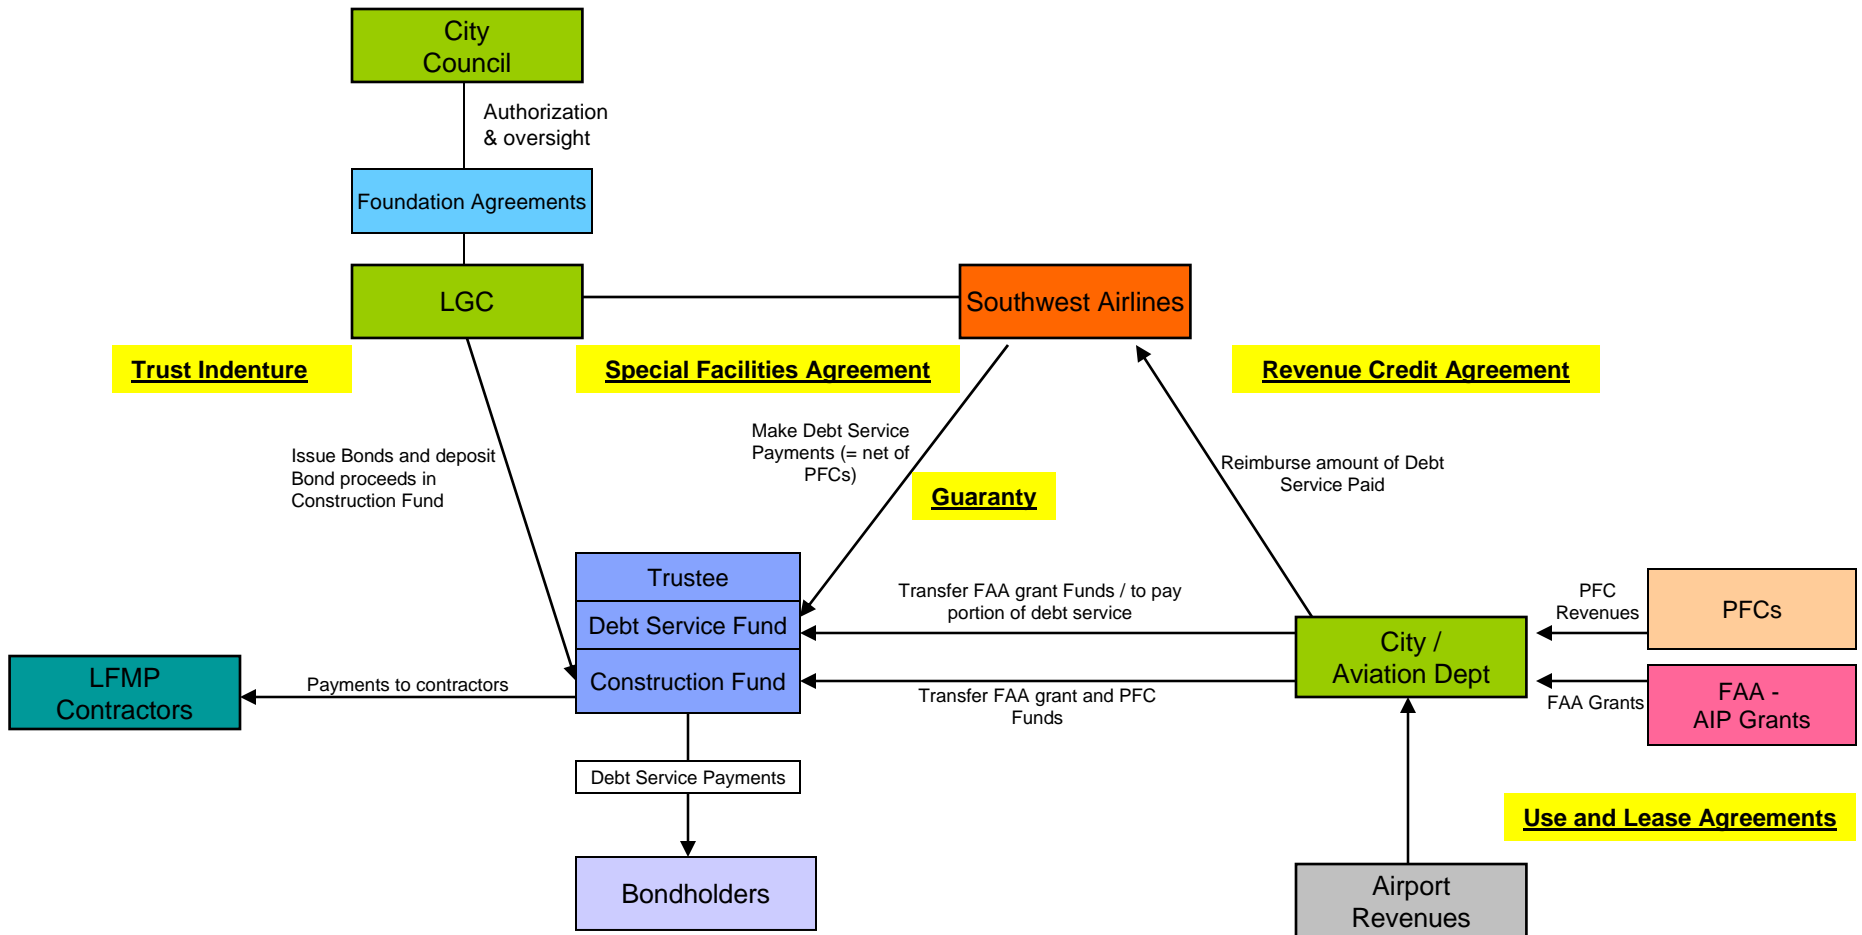 City
Council
Authorization
& oversight
Foundation Agreements
LGC
Southwest Airlines
Trust Indenture
Special Facilities Agreement
Revenue Credit Agreement
Issue Bonds and deposit
Bond proceeds in
Construction Fund
Make Debt Service
Payments (= net of
PFCs)
Guaranty
Reimburse amount of Debt
Service Paid
Trustee
Debt Service Fund
Construction Fund
Transfer FAA grant Funds / to pay
portion of debt service
Transfer FAA grant and PFC
Funds
City /
Aviation Dept
PFC
Revenues
PFCs
FAA Grants
FAA -
AIP Grants
LFMP
Contractors
Payments to contractors
Debt Service Payments
Bondholders
Use and Lease Agreements
Airport
Revenues